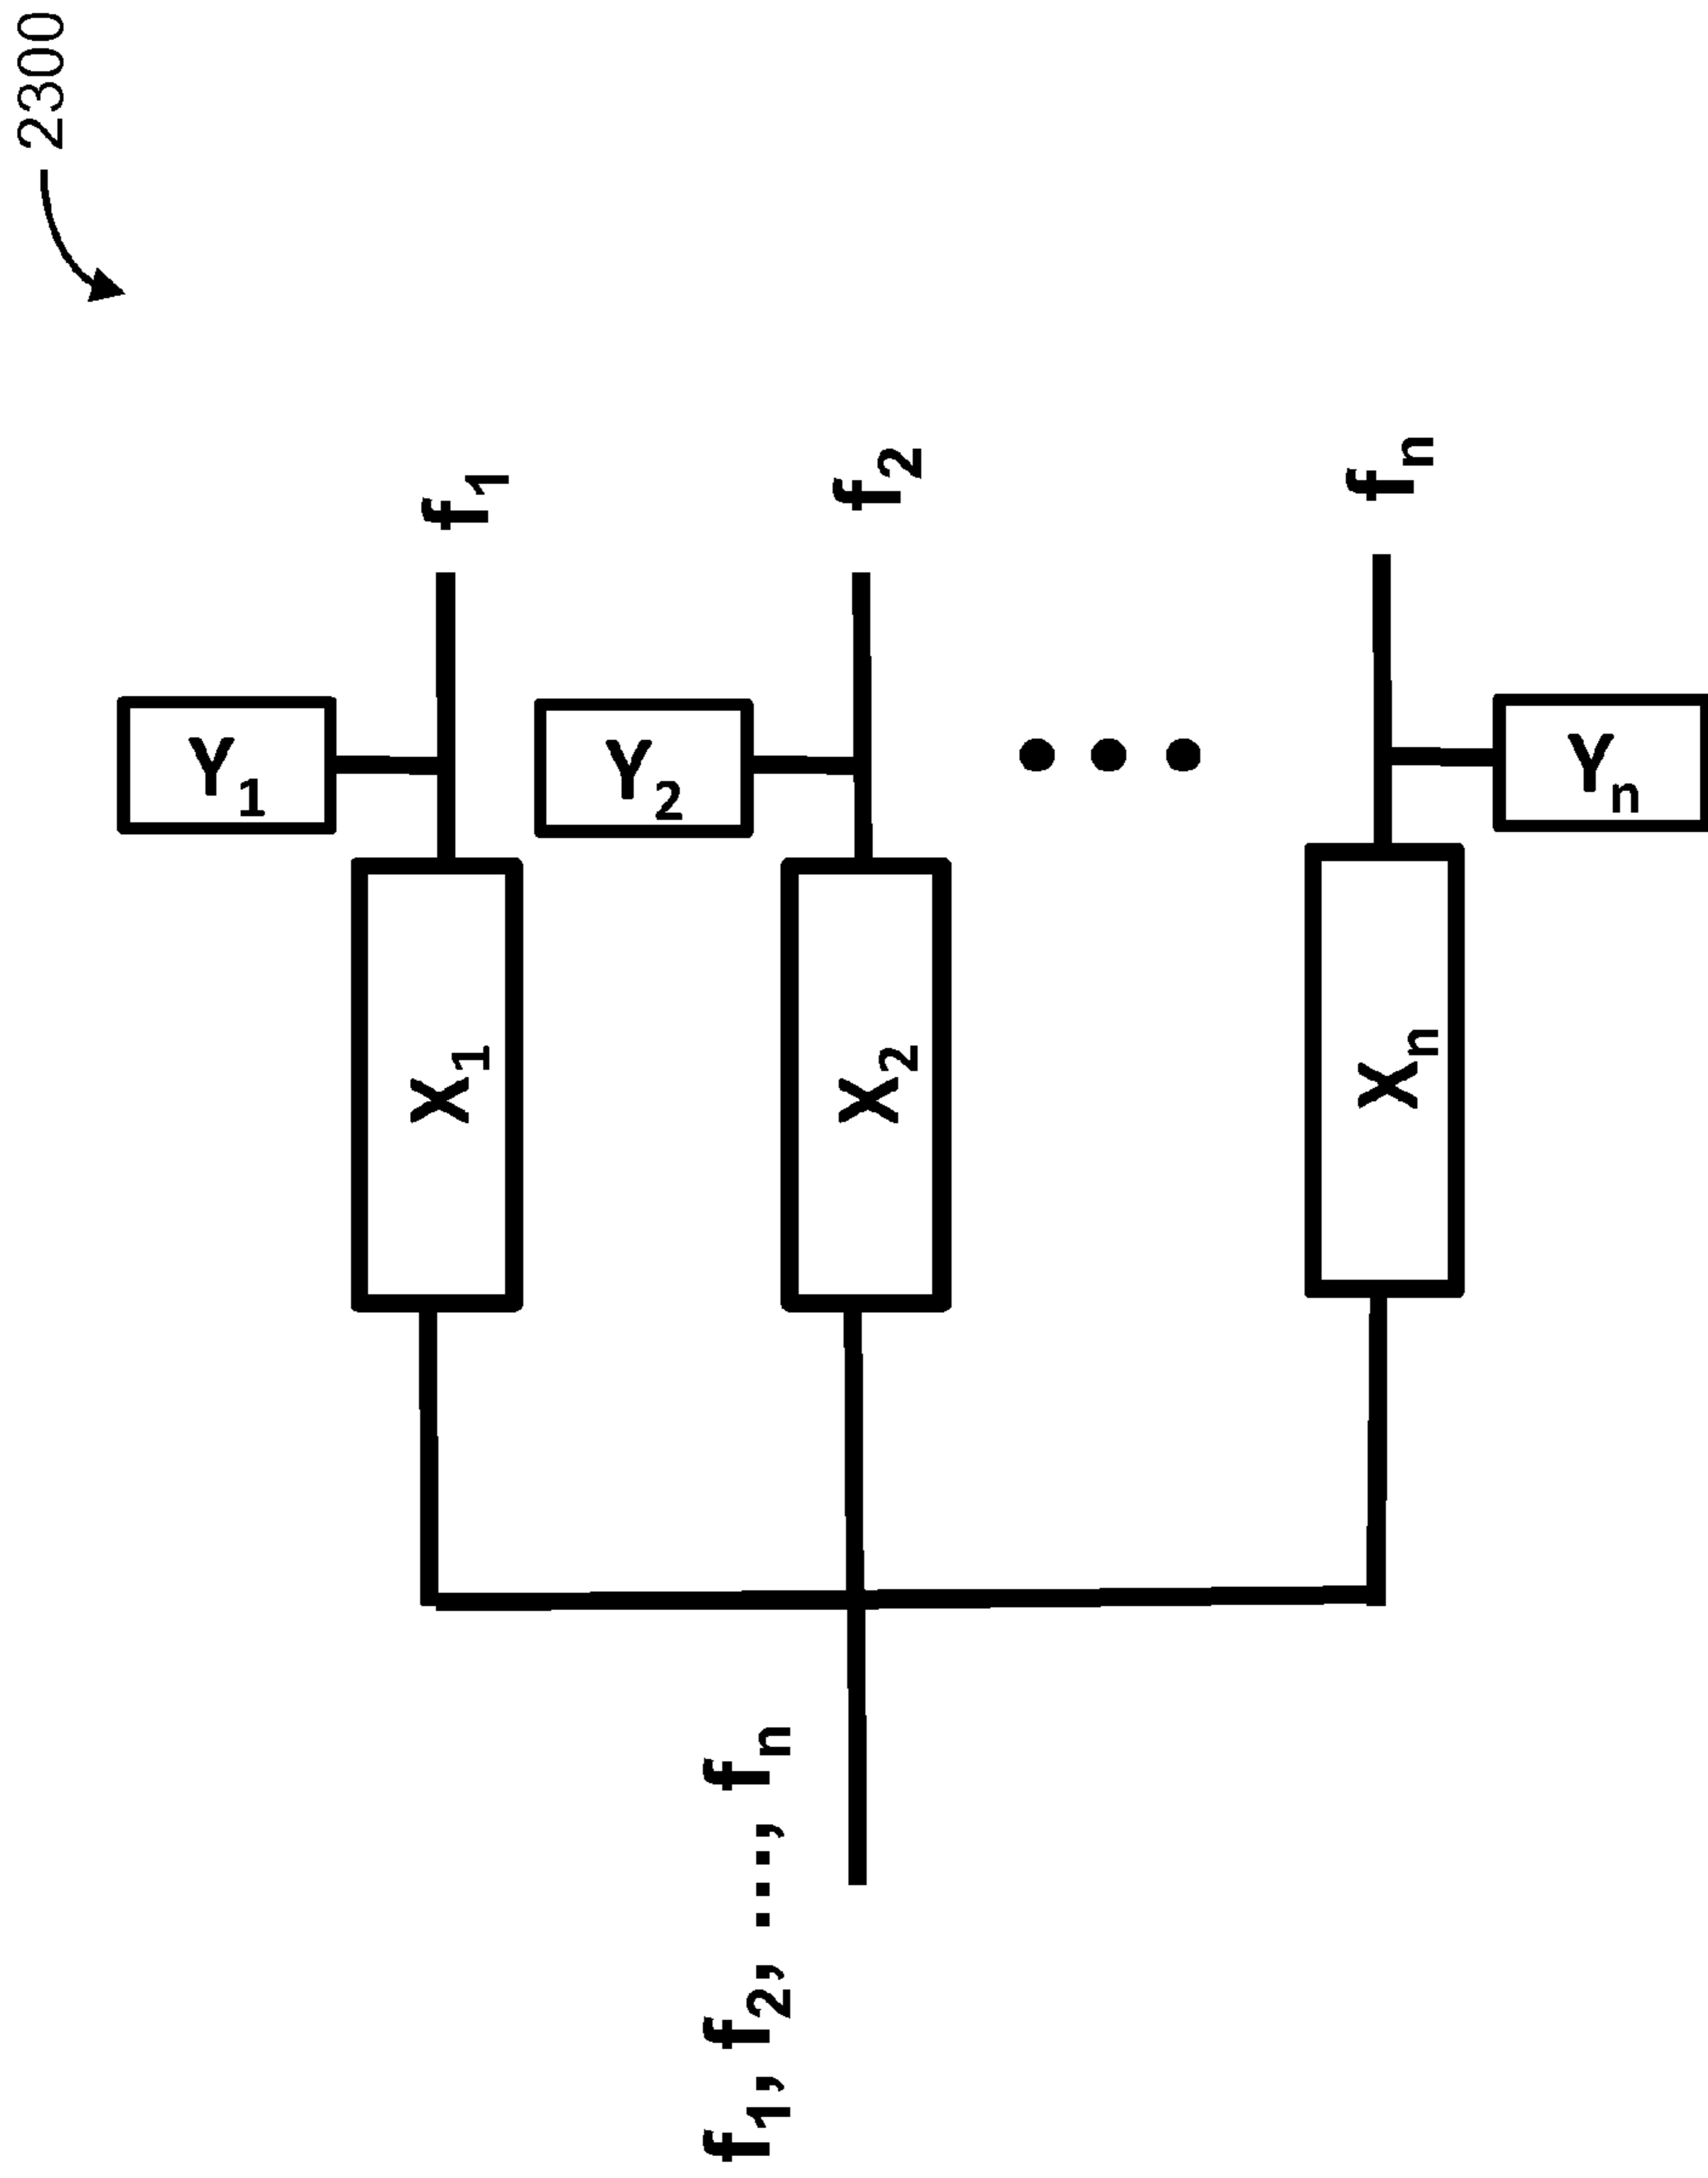 2300
f1
f2
fn
Y1
Y2
Yn
X1
X2
Xn
f1, f2, ..., fn